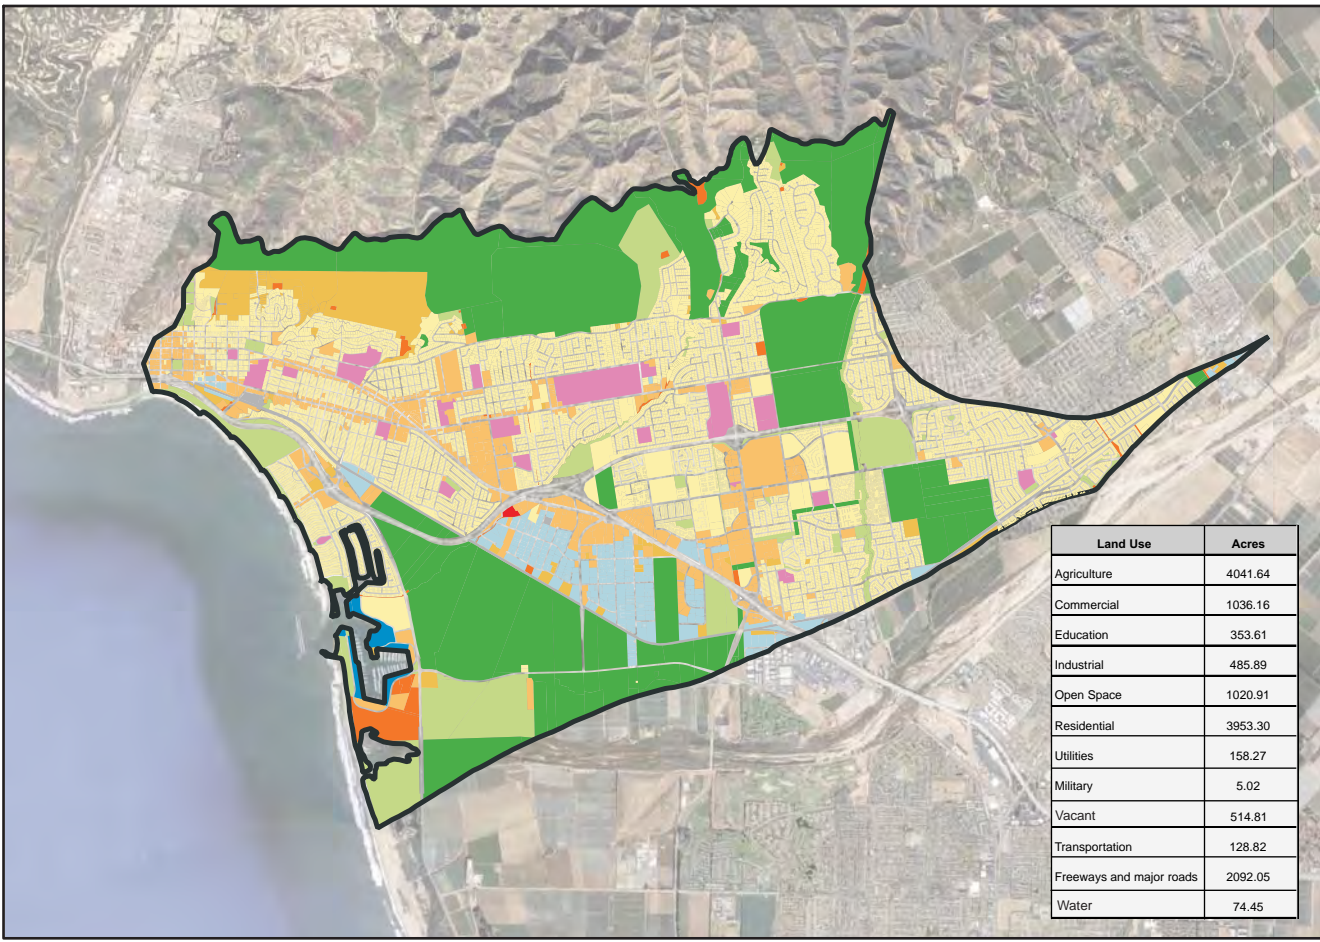 Land Use Acres
Agriculture 4041.64
Commercial 1036.16
Education 353.61
Industrial 485.89
Open Space 1020.91
Residential 3953.30
Utilities 158.27
Military 5.02
Vacant 514.81
Transportation 128.82
Freeways and major roads 2092.05
Water 74.45